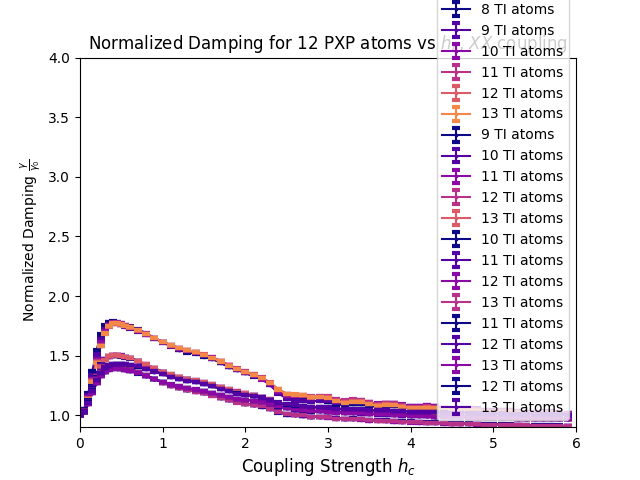 Normalized Damping for 12 PXP atoms vs h_c, XX coupling
8 TI atoms
9 TI atoms
10 TI atoms
11 TI atoms
12 TI atoms
13 TI atoms
9 TI atoms
10 TI atoms
11 TI atoms
12 TI atoms
13 TI atoms
10 TI atoms
11 TI atoms
12 TI atoms
13 TI atoms
11 TI atoms
12 TI atoms
13 TI atoms
12 TI atoms
13 TI atoms
Normalized Damping γ/γ₀
4.0
3.5
3.0
2.5
2.0
1.5
1.0
0 1 2 3 4 5 6
Coupling Strength h_c